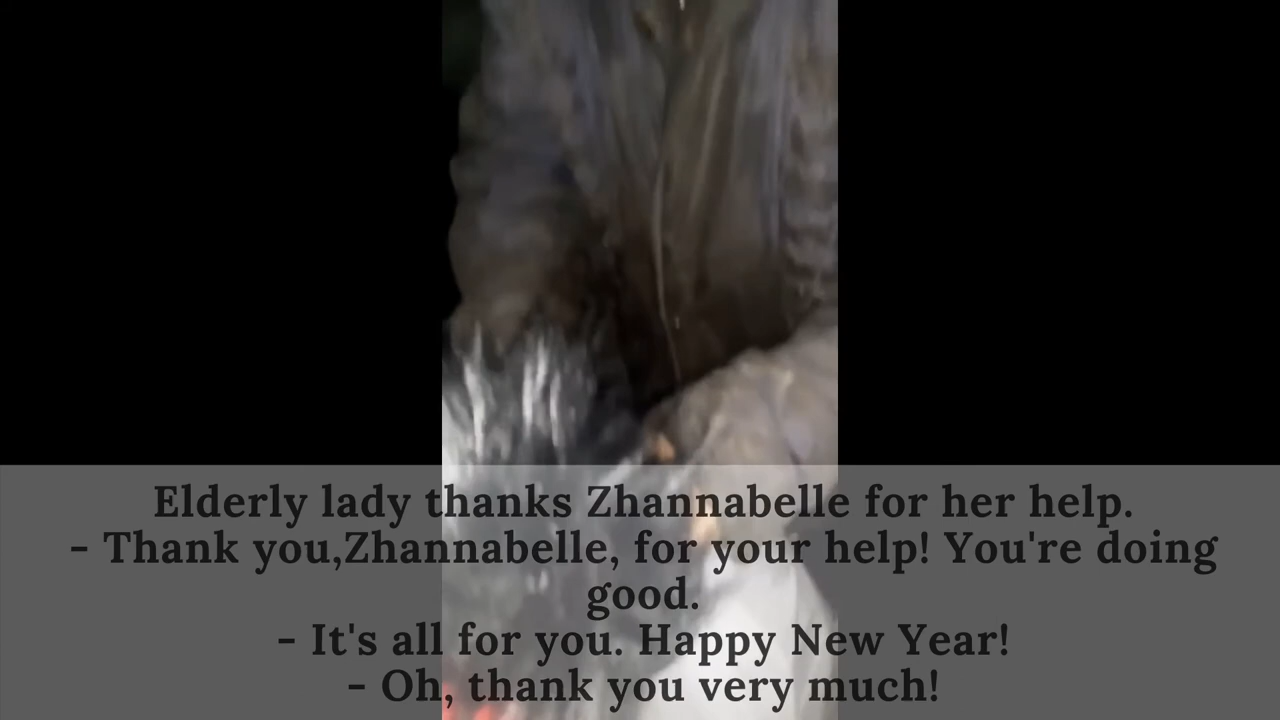 Elderly lady thanks Zhannabelle for her help.
- Thank you,Zhannabelle, for your help! You're doing
good.
- It's all for you. Happy New Year!
- Oh, thank you very much!